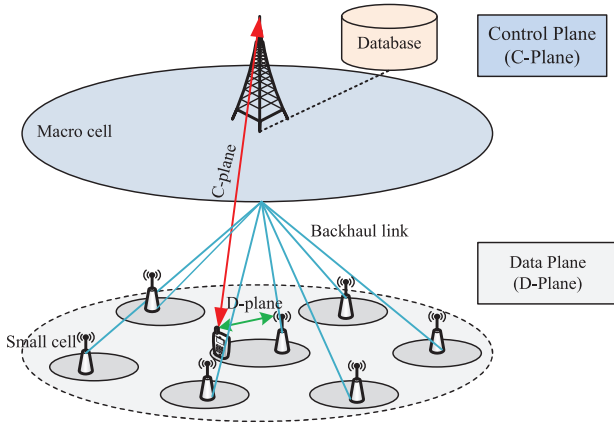 Database
Control Plane
(C-Plane)
Macro cell
C-plane
Backhaul link
Data Plane
(D-Plane)
D-plane
Small cell